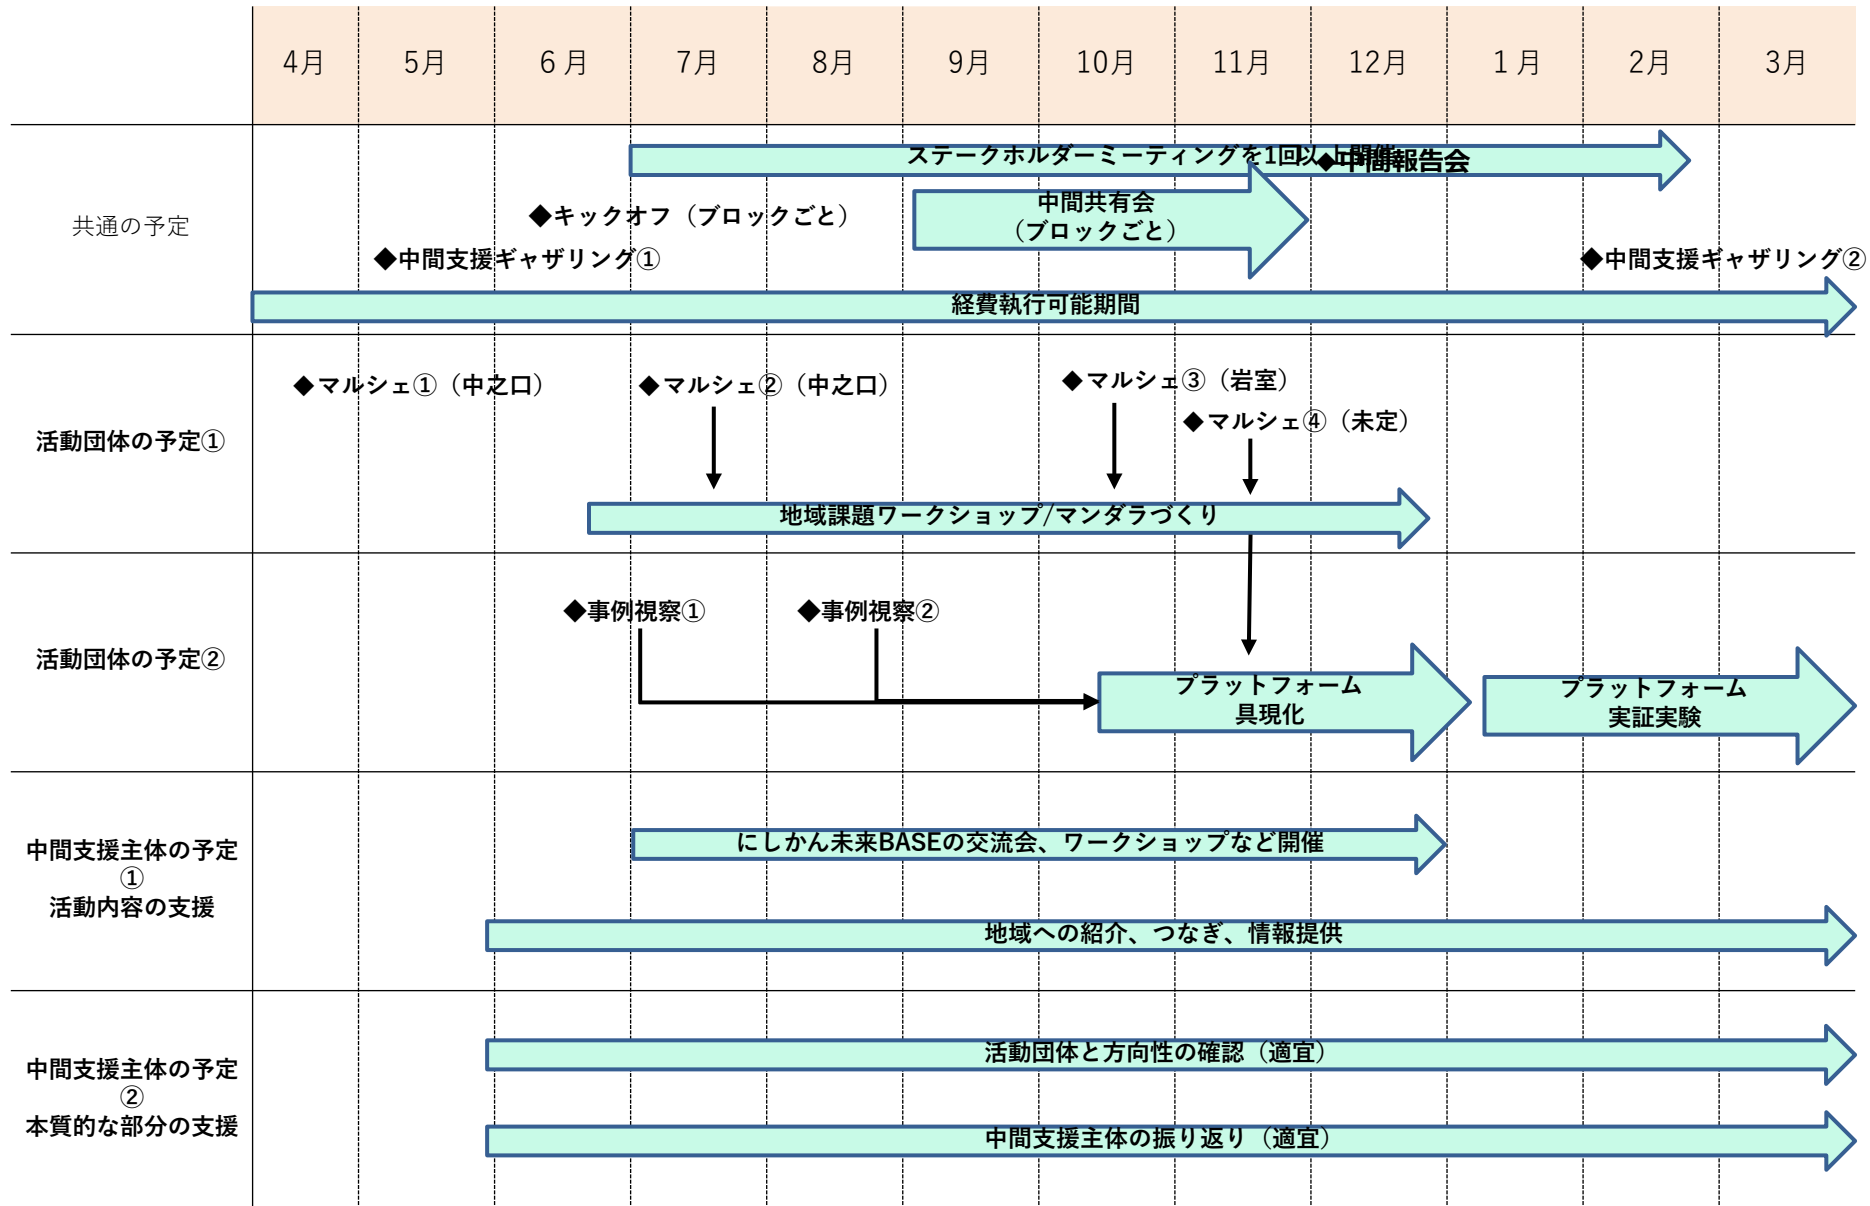 4月 5月 6月 7月 8月 9月 10月 11月 12月 1月 2月 3月
共通の予定
ステークホルダーミーティングを1回以上開催
◆中間報告会
中間共有会
（ブロックごと）
◆キックオフ（ブロックごと）
◆中間支援ギャザリング①
◆中間支援ギャザリング②
経費執行可能期間
活動団体の予定①
◆マルシェ①（中之口）
◆マルシェ②（中之口）
◆マルシェ③（岩室）
◆マルシェ④（未定）
地域課題ワークショップ/マンダラづくり
活動団体の予定②
◆事例視察①
◆事例視察②
プラットフォーム
具現化
プラットフォーム
実証実験
中間支援主体の予定
①
活動内容の支援
にしかん未来BASEの交流会、ワークショップなど開催
地域への紹介、つなぎ、情報提供
中間支援主体の予定
②
本質的な部分の支援
活動団体と方向性の確認（適宜）
中間支援主体の振り返り（適宜）